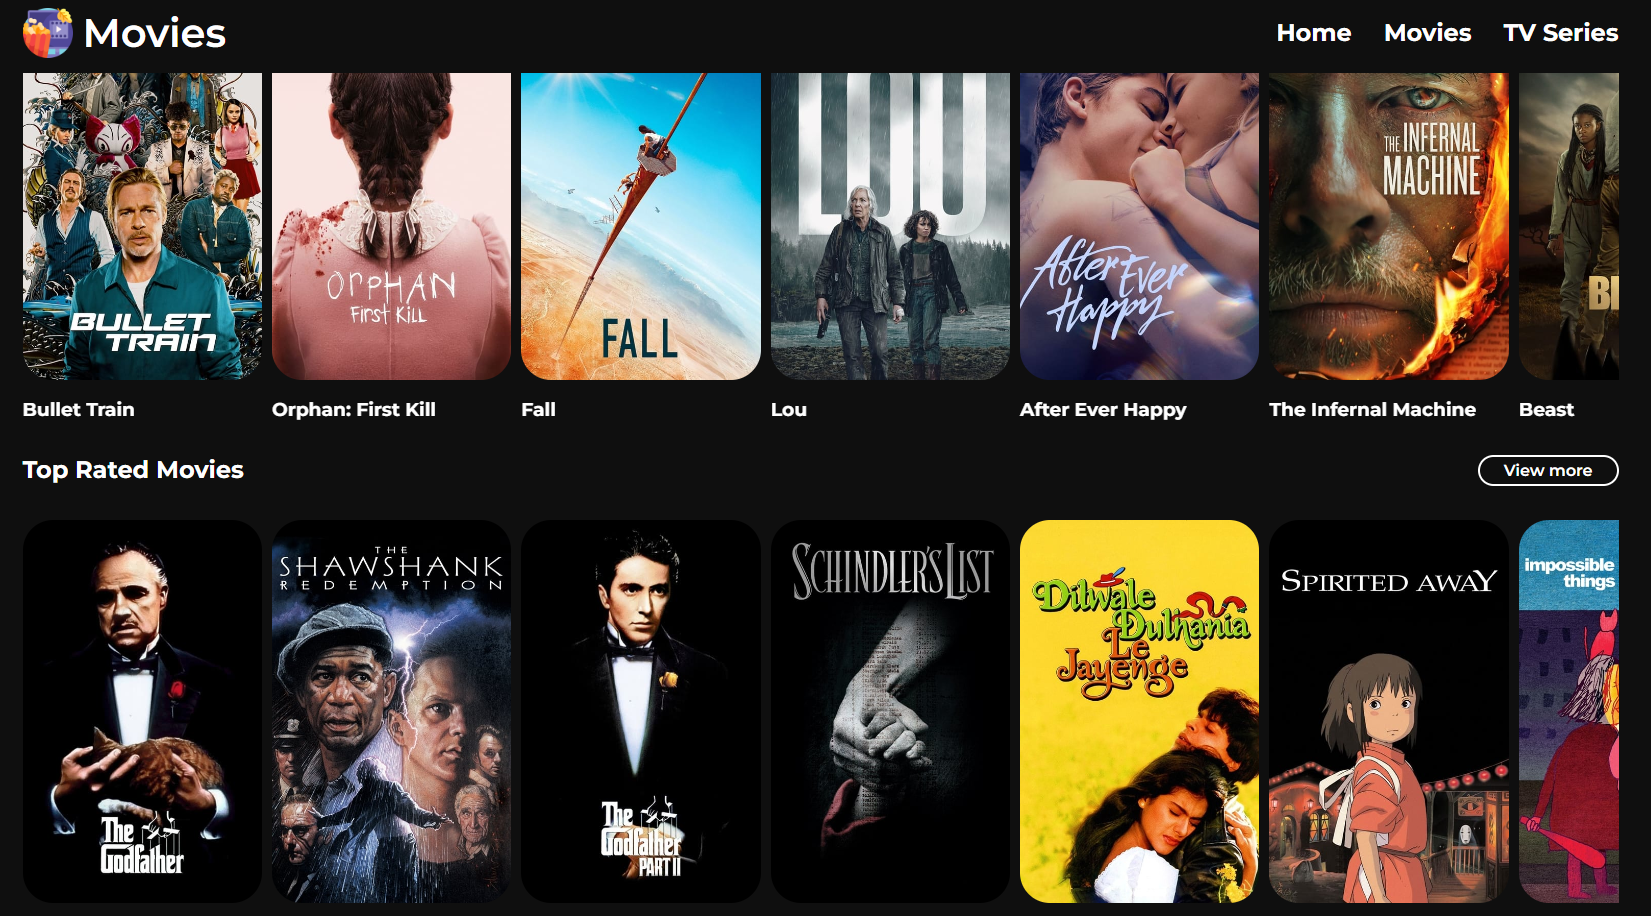 Movies
Home Movies TV Series
BULLET
TRAIN
ORPHAN
First Kill
FALL
LOU
After Ever
Happy
THE INFERNAL
MACHINE
Bullet Train
Orphan: First Kill
Fall
Lou
After Ever Happy
The Infernal Machine
Beast
Top Rated Movies
View more
The
Godfather
THE
SHAWSHANK
REDEMPTION
The
Godfather
PART II
SCHINDLER'S LIST
Dilwale
Dulhania
Le
Jayenge
SPIRITED AWAY
impossible
things